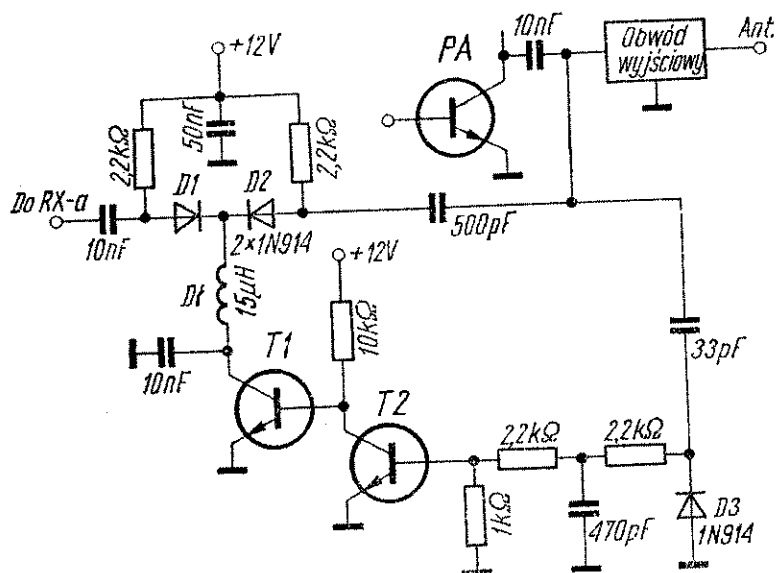 +12V
PA
10nF
Obwód
wyjściowy
Ant.
2,2kΩ
50nF
2,2kΩ
Do RX-a
D1
D2
10nF
2×1N914
500pF
+12V
Dł
15µH
10kΩ
33pF
10nF
T1
T2
2,2kΩ
2,2kΩ
1kΩ
470pF
D3
1N914